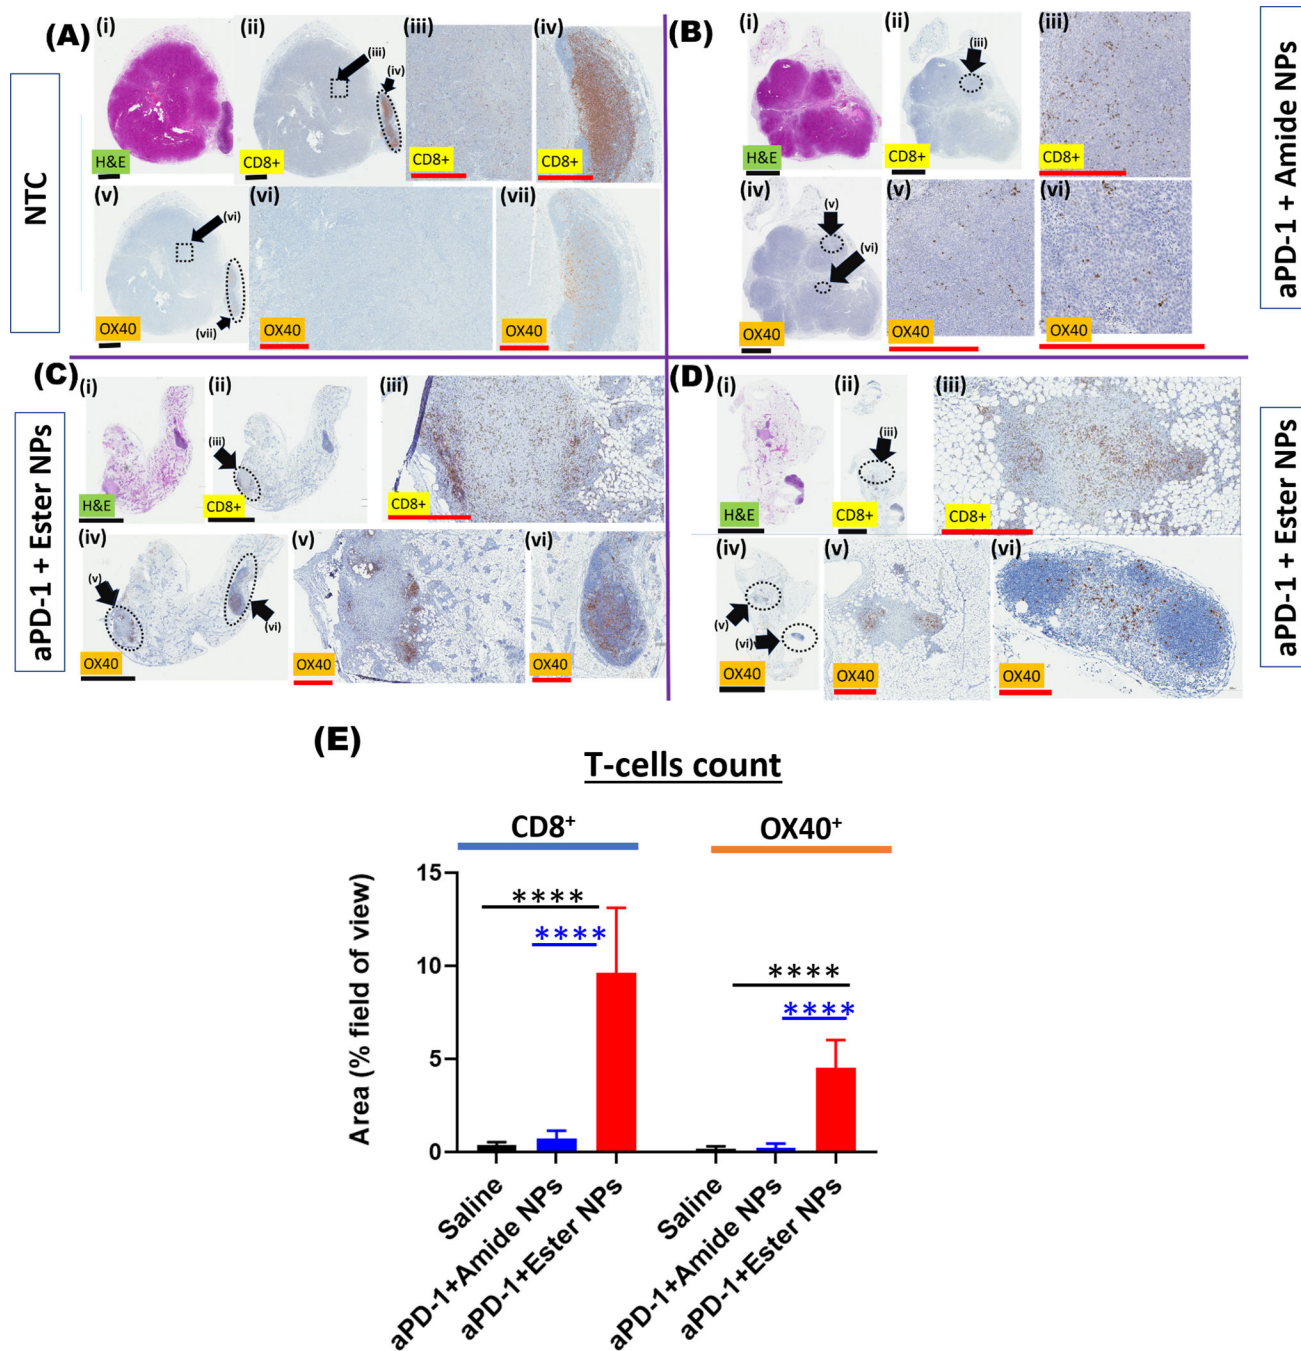 (A)
(i)
(ii)
(iii)
(iv)
(iii)
(iv)
H&E
CD8+
CD8+
CD8+
NTC
(v)
(vi)
(vii)
(vi)
(vii)
OX40
OX40
OX40
(B)
(i)
(ii)
(iii)
(iii)
H&E
CD8+
CD8+
(iv)
(v)
(vi)
(v)
(vi)
OX40
OX40
OX40
aPD-1 + Amide NPs
(C)
(i)
(ii)
(iii)
(iii)
H&E
CD8+
CD8+
aPD-1 + Ester NPs
(iv)
(v)
(vi)
(v)
(vi)
OX40
OX40
OX40
(D)
(i)
(ii)
(iii)
(iii)
H&E
CD8+
CD8+
(iv)
(v)
(vi)
(v)
(vi)
OX40
OX40
OX40
aPD-1 + Ester NPs
(E)
T-cells count
CD8⁺
OX40⁺
Area (% field of view)
15
10
5
0
****
****
****
****
Saline
aPD-1+Amide NPs
aPD-1+Ester NPs
Saline
aPD-1+Amide NPs
aPD-1+Ester NPs